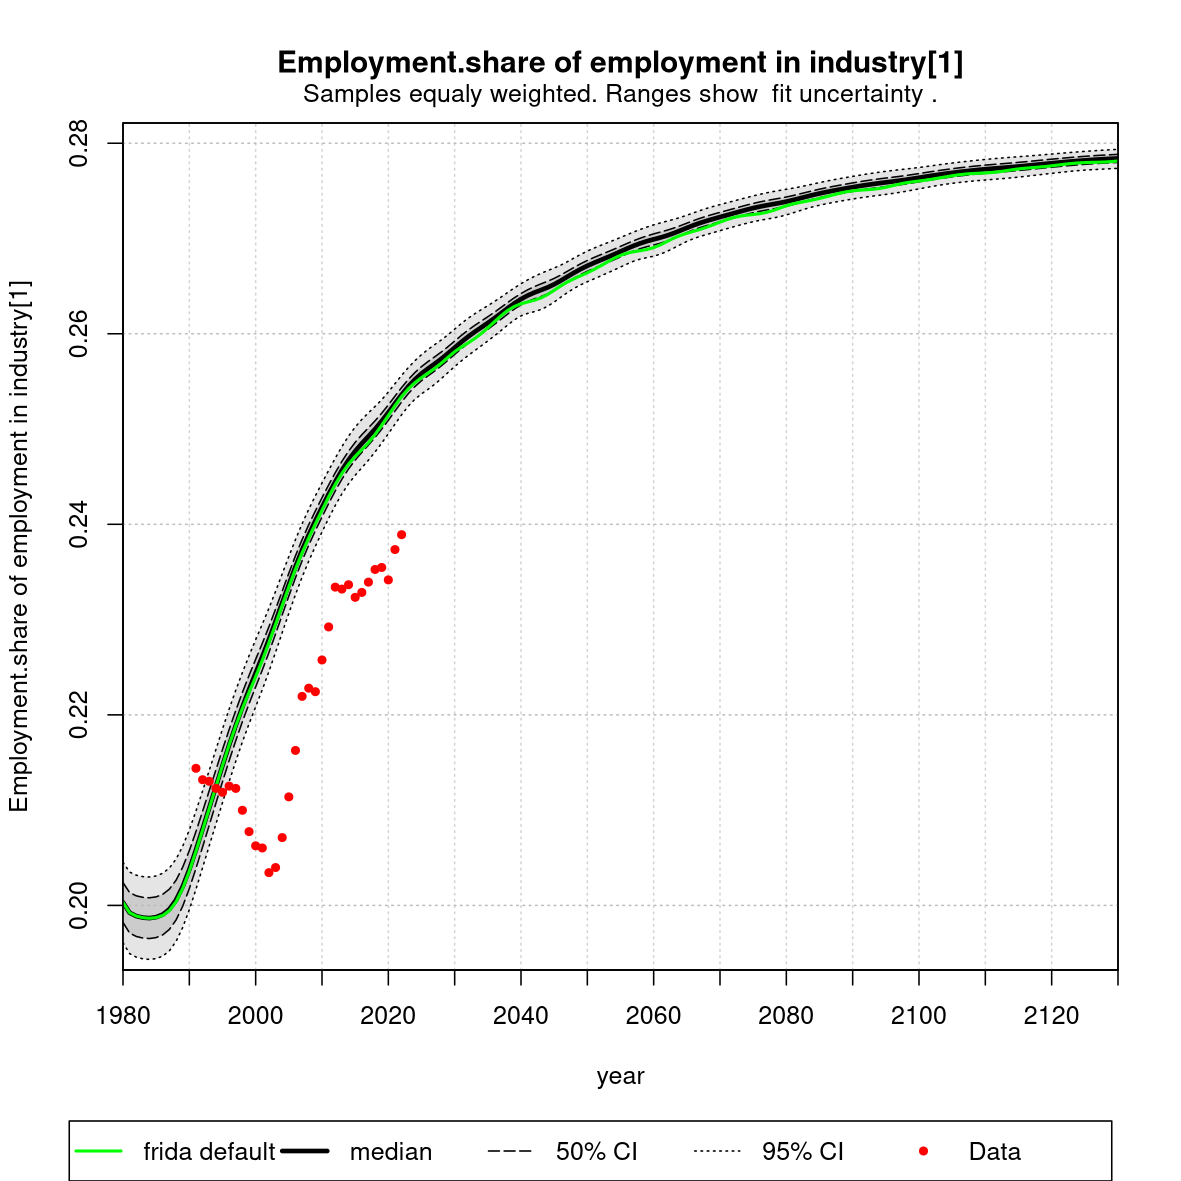 Employment.share of employment in industry[1]
Samples equaly weighted. Ranges show  fit uncertainty .
Employment.share of employment in industry[1]
0.28
0.26
0.24
0.22
0.20
1980 2000 2020 2040 2060 2080 2100 2120
year
frida default median 50% CI 95% CI Data